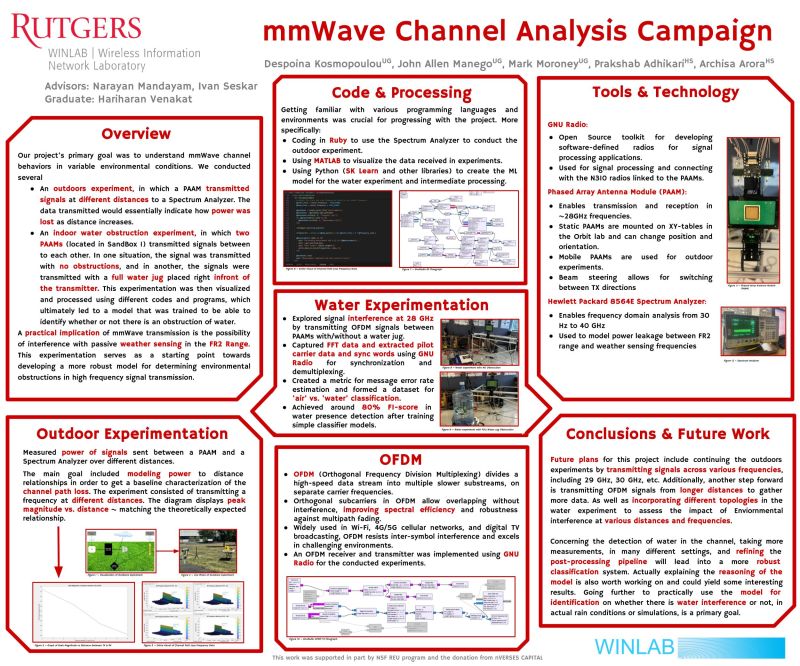 RUTGERS
WINLAB | Wireless Information
Network Laboratory
mmWave Channel Analysis Campaign
Despoina Kosmopoulou^UG, John Allen Manego^UG, Mark Moroney^UG, Prakshab Adhikari^HS, Archisa Arora^HS
Advisors: Narayan Mandayam, Ivan Seskar
Graduate: Hariharan Venakat
Overview
Our project's primary goal was to understand mmWave channel
behaviors in variable environmental conditions. We conducted
several
● An outdoors experiment, in which a PAAM transmitted
signals at different distances to a Spectrum Analyzer. The
data transmitted would essentially indicate how power was
lost as distance increases.
● An indoor water obstruction experiment, in which two
PAAMs (located in SandBox 1) transmitted signals between
to each other. In one situation, the signal was transmitted
with no obstructions, and in another, the signals were
transmitted with a full water jug placed right infront of
the transmitter. This experiment was then visualized
and processed using different codes and programs, which
ultimately led to a model that was trained to be able to
identify whether or not there is an obstruction of water.
A practical implication of mmWave transmission is the possibility
of interference with passive weather sensing in the FR2 Range.
This experiment serves as a starting point towards
developing a more robust model for determining environmental
obstructions in high frequency signal transmission.
Code & Processing
Getting familiar with various programming languages and
environments was crucial for progressing with the project. More
specifically:
● Coding in Ruby to use the Spectrum Analyzer to conduct the
outdoor experiment.
● Using MATLAB to visualize the data received in experiments.
● Using Python (SK Learn and other libraries) to create the ML
model for the water experiment and intermediate processing.
Tools & Technology
GNU Radio:
● Open Source toolkit for developing
software-defined radios for signal
processing applications.
● Used for signal processing and connecting
with the N310 radios linked to the PAAMs.
Phased Array Antenna Module (PAAM):
● Enables transmission and reception in
~28GHz frequencies.
● Static PAAMs are mounted on XY-tables
in the Orbit lab and can change position and
orientation.
● Mobile PAAMs are used for outdoor
experiments.
● Beam steering allows for switching
between TX directions
Hewlett Packard 8564E Spectrum Analyzer:
● Enables frequency domain analysis from 30
Hz to 40 GHz
● Used to model power leakage between FR2
range and weather sensing frequencies
Water Experimentation
● Explored signal interference at 28 GHz
by transmitting OFDM signals between
PAAMs with/without a water jug.
● Captured FFT data and extracted pilot
carrier data and sync words using GNU
Radio for synchronization and
demultiplexing.
● Created a metric for message error rate
estimation and formed a dataset for
'air' vs. 'water' classification.
● Achieved around 80% F1-score in
water presence detection after training
simple classifier models.
Outdoor Experimentation
Measured power of signals sent between a PAAM and a
Spectrum Analyzer over different distances.
The main goal included modeling power to distance
relationships in order to get a baseline characterization of the
channel path loss. The experiment consisted of transmitting a
frequency at different distances. The diagram displays peak
magnitude vs. distance ~ matching the theoretically expected
relationship.
OFDM
● OFDM (Orthogonal Frequency Division Multiplexing) divides a
high-speed data stream into multiple slower substreams, on
separate carrier frequencies.
● Orthogonal subcarriers in OFDM allow overlapping without
interference, improving spectral efficiency and robustness
against multipath fading.
● Widely used in Wi-Fi, 4G/5G cellular networks, and digital TV
broadcasting, OFDM resists inter-symbol interference and excels
in challenging environments.
● An OFDM receiver and transmitter was implemented using GNU
Radio for the conducted experiments.
Conclusions & Future Work
Future plans for this project include continuing the outdoors
experiments by transmitting signals across various frequencies,
including 29 GHz, 30 GHz, etc. Additionally, another step forward
is transmitting OFDM signals from longer distances to gather
more data. As well as incorporating different topologies in the
water experiment to assess the impact of Enviornmental
interference at various distances and frequencies.
Concerning the detection of water in the channel, taking more
measurements, in many different settings, and refining the
post-processing pipeline will lead into a more robust
classification system. Actually explaining the reasoning of the
model is also worth working on and could yield some interesting
results. Going further to practically use the model for
identification on whether there is water interference or not, in
actual rain conditions or simulations, is a primary goal.
WINLAB
This work was supported in part by NSF REU program and the donation from nVERSES CAPITAL